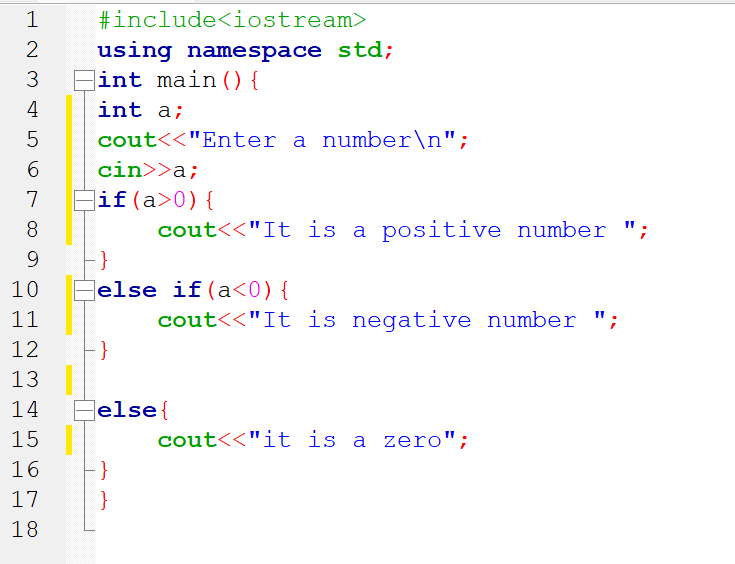 1 #include<iostream>
2 using namespace std;
3 int main(){
4 int a;
5 cout<<"Enter a number\n";
6 cin>>a;
7 if(a>0){
8     cout<<"It is a positive number ";
9 }
10 else if(a<0){
11     cout<<"It is negative number ";
12 }
13
14 else{
15     cout<<"it is a zero";
16 }
17 }
18